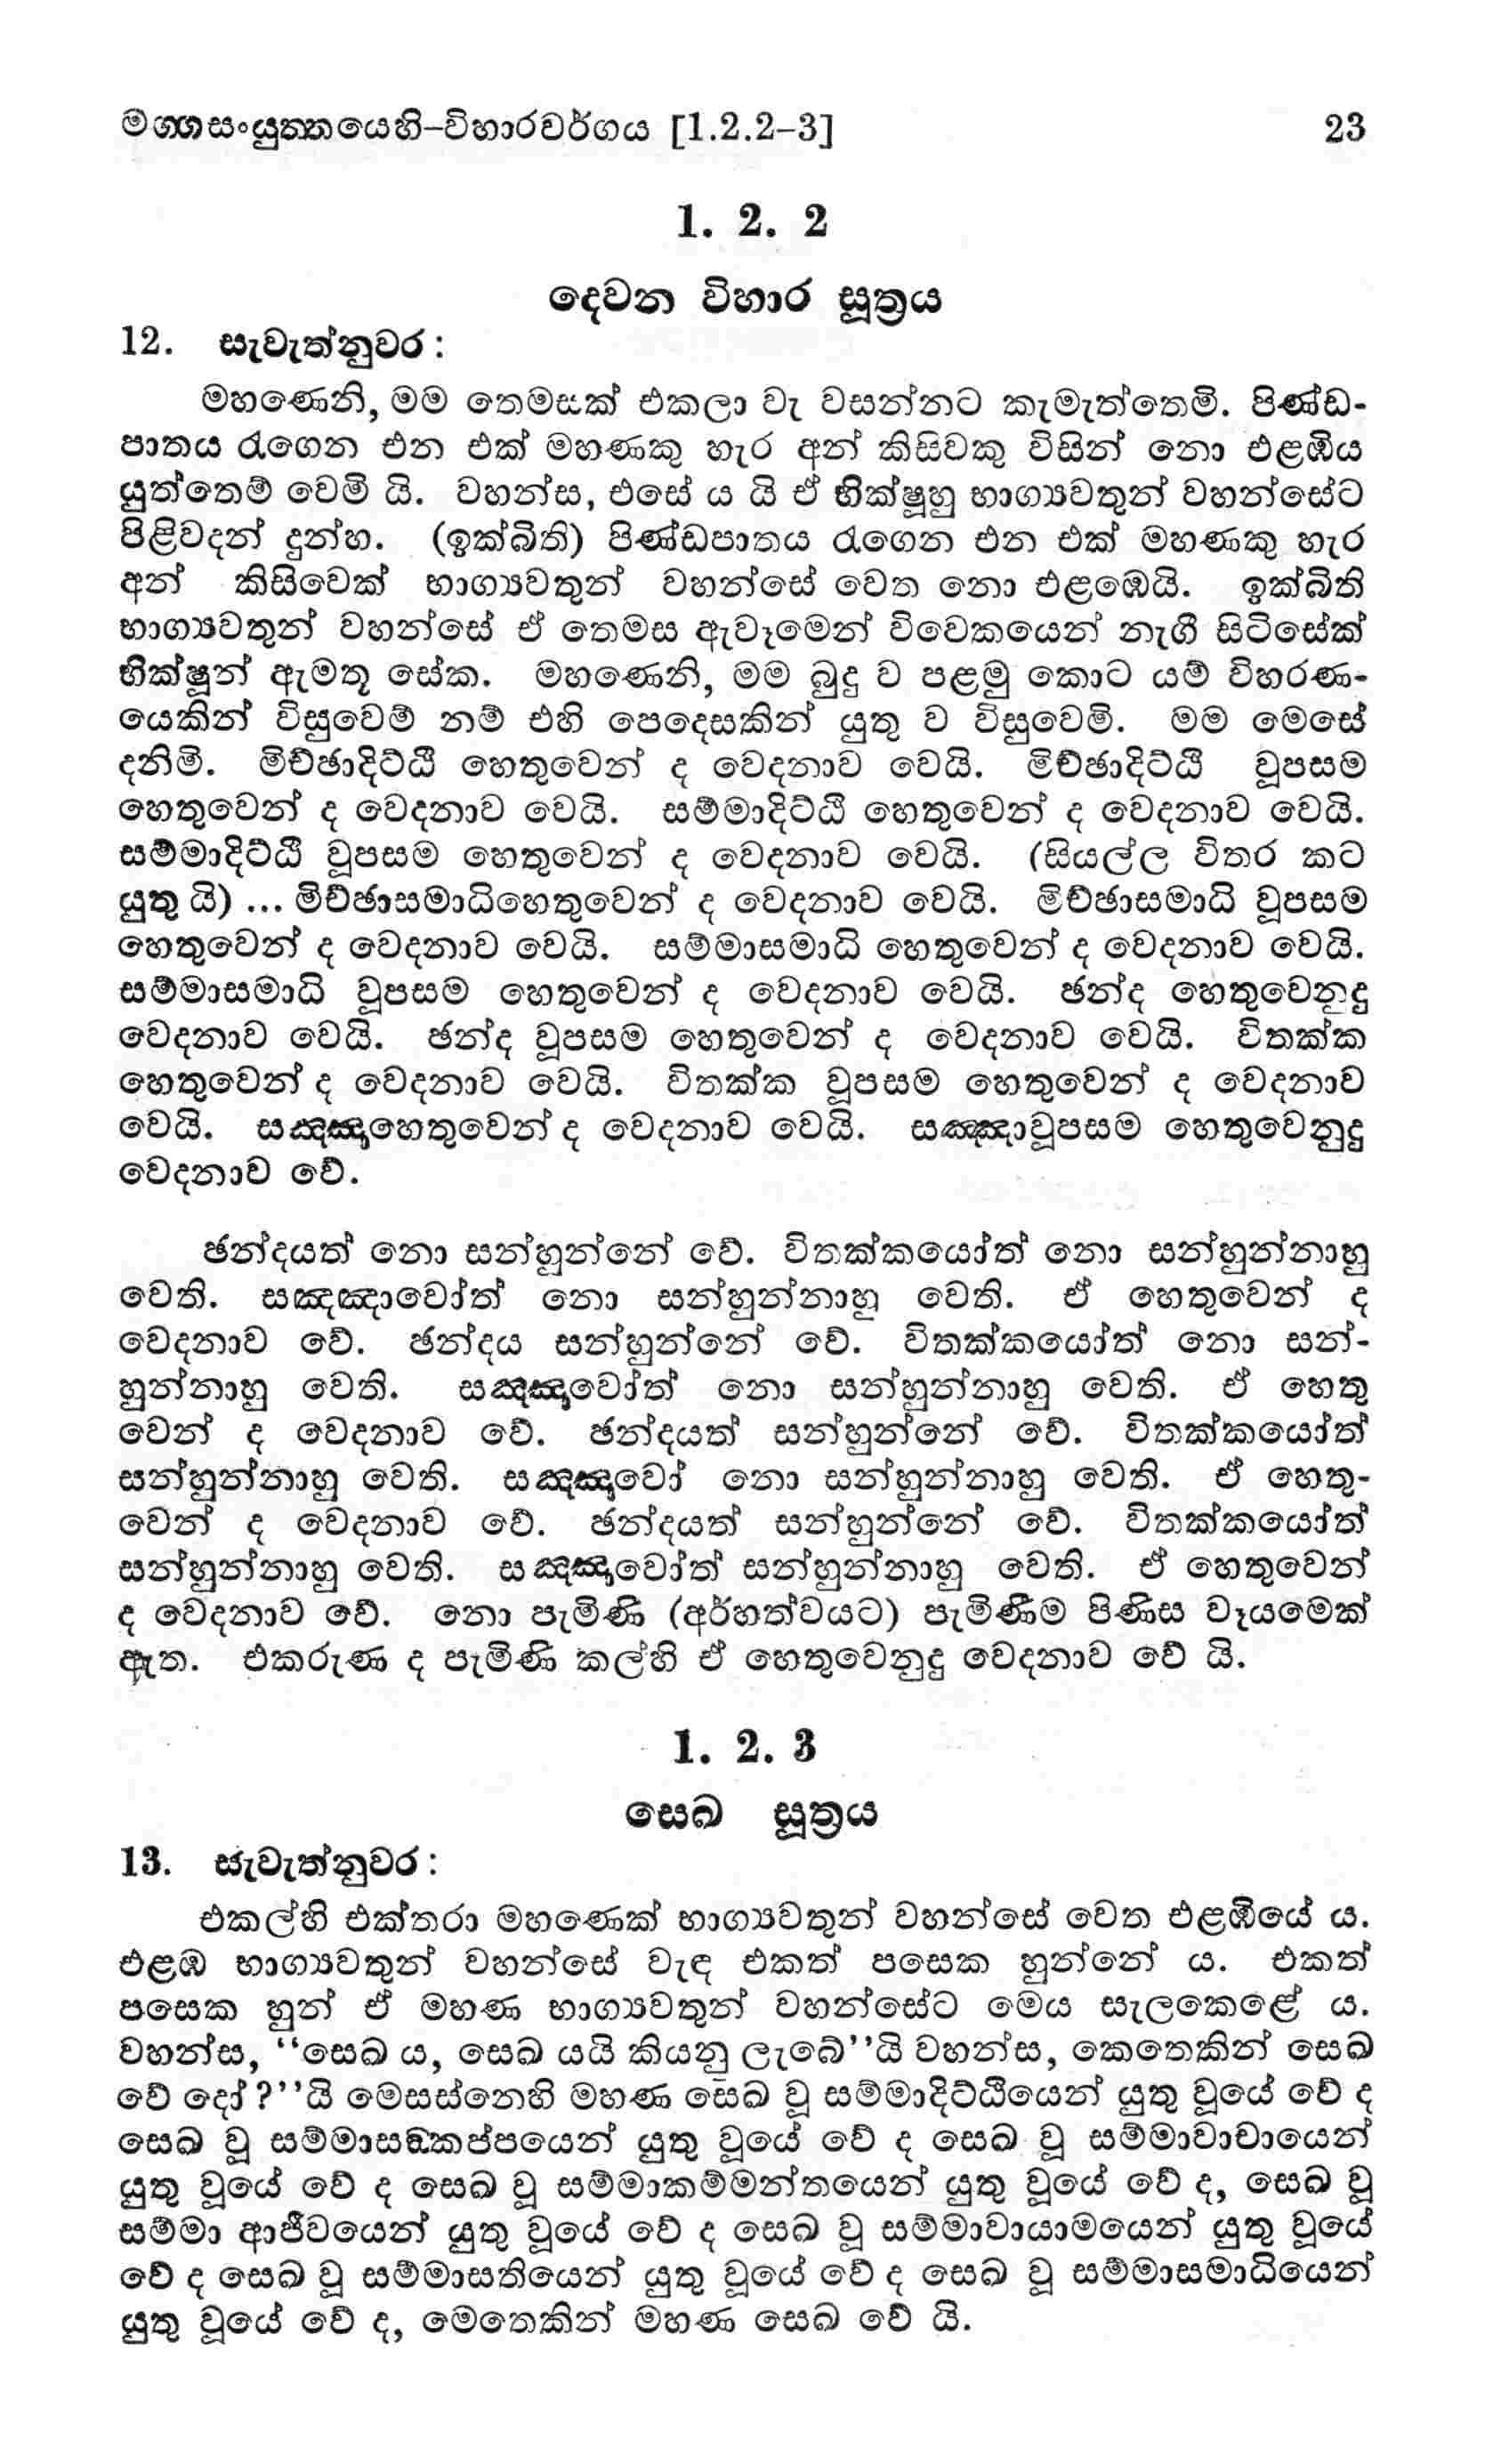 මග්ගසංයුත්තයෙහි–විහාරවර්ගය [1.2.2–3] 23
1. 2. 2
දෙවන විහාර සූත්‍රය
12. සැවැත්නුවර :
මහණෙනි, මම තෙමසක් එකලා වැ වසන්නට කැමැත්තෙමි. පිණ්ඩ-
පාතය රැගෙන එන එක් මහණකු හැර අන් කිසිවකු විසින් නො එළඹිය
යුත්තෙම් වෙමි යි. වහන්ස, එසේ ය යි ඒ භික්ෂූහු භාග්‍යවතුන් වහන්සේට
පිළිවදන් දුන්හ. (ඉක්බිති) පිණ්ඩපාතය රැගෙන එන එක් මහණකු හැර
අන් කිසිවෙක් භාග්‍යවතුන් වහන්සේ වෙත නො එළඹෙයි. ඉක්බිති
භාග්‍යවතුන් වහන්සේ ඒ තෙමස ඇවෑමෙන් විවෙකයෙන් නැගී සිටිසේක්
භික්ෂූන් ඇමතූ සේක. මහණෙනි, මම බුදු ව පළමු කොට යම් විහරණ-
යෙකින් විසුවෙම් නම් එහි පෙදෙසකින් යුතු ව විසුවෙමි. මම මෙසේ
දනිමි. මිච්ඡාදිට්ඨි හෙතුවෙන් ද වෙදනාව වෙයි. මිච්ඡාදිට්ඨි වූපසම
හෙතුවෙන් ද වෙදනාව වෙයි. සම්මාදිට්ඨි හෙතුවෙන් ද වෙදනාව වෙයි.
සම්මාදිට්ඨි වූපසම හෙතුවෙන් ද වෙදනාව වෙයි. (සියල්ල විතර කට
යුතු යි) ... මිච්ඡාසමාධිහෙතුවෙන් ද වෙදනාව වෙයි. මිච්ඡාසමාධි වූපසම
හෙතුවෙන් ද වෙදනාව වෙයි. සම්මාසමාධි හෙතුවෙන් ද වෙදනාව වෙයි.
සම්මාසමාධි වූපසම හෙතුවෙන් ද වෙදනාව වෙයි. ඡන්ද හෙතුවෙනුදු
වෙදනාව වෙයි. ඡන්ද වූපසම හෙතුවෙන් ද වෙදනාව වෙයි. විතක්ක
හෙතුවෙන් ද වෙදනාව වෙයි. විතක්ක වූපසම හෙතුවෙන් ද වෙදනාව
වෙයි. සඤ්ඤාහෙතුවෙන් ද වෙදනාව වෙයි. සඤ්ඤාවූපසම හෙතුවෙනුදු
වෙදනාව වේ.
ඡන්දයත් නො සන්හුන්නේ වේ. විතක්කයෝත් නො සන්හුන්නාහු
වෙති. සඤ්ඤාවෝත් නො සන්හුන්නාහු වෙති. ඒ හෙතුවෙන් ද
වෙදනාව වේ. ඡන්දය සන්හුන්නේ වේ. විතක්කයෝත් නො සන්-
හුන්නාහු වෙති. සඤ්ඤාවෝත් නො සන්හුන්නාහු වෙති. ඒ හෙතු
වෙන් ද වෙදනාව වේ. ඡන්දයත් සන්හුන්නේ වේ. විතක්කයෝත්
සන්හුන්නාහු වෙති. සඤ්ඤාවෝ නො සන්හුන්නාහු වෙති. ඒ හෙතු-
වෙන් ද වෙදනාව වේ. ඡන්දයත් සන්හුන්නේ වේ. විතක්කයෝත්
සන්හුන්නාහු වෙති. සඤ්ඤාවෝත් සන්හුන්නාහු වෙති. ඒ හෙතුවෙන්
ද වෙදනාව වේ. නො පැමිණි (අර්හත්වයට) පැමිණීම පිණිස වෑයමෙක්
ඇත. එකරුණ ද පැමිණි කල්හි ඒ හෙතුවෙනුදු වෙදනාව වේ යි.
1. 2. 3
සෙඛ සූත්‍රය
13. සැවැත්නුවර :
එකල්හි එක්තරා මහණෙක් භාග්‍යවතුන් වහන්සේ වෙත එළඹියේ ය.
එළඹ භාග්‍යවතුන් වහන්සේ වැඳ එකත් පසෙක හුන්නේ ය. එකත්
පසෙක හුන් ඒ මහණ භාග්‍යවතුන් වහන්සේට මෙය සැලකෙළේ ය.
වහන්ස, ‘‘සෙඛ ය, සෙඛ යයි කියනු ලැබේ’’යි වහන්ස, කෙතෙකින් සෙඛ
වේ දෝ?’’යි මෙසස්නෙහි මහණ සෙඛ වූ සම්මාදිට්ඨියෙන් යුතු වූයේ වේ ද
සෙඛ වූ සම්මාසඞ්කප්පයෙන් යුතු වූයේ වේ ද සෙඛ වූ සම්මාවාචායෙන්
යුතු වූයේ වේ ද සෙඛ වූ සම්මාකම්මන්තයෙන් යුතු වූයේ වේ ද, සෙඛ වූ
සම්මා ආජීවයෙන් යුතු වූයේ වේ ද සෙඛ වූ සම්මාවායාමයෙන් යුතු වූයේ
වේ ද සෙඛ වූ සම්මාසතියෙන් යුතු වූයේ වේ ද සෙඛ වූ සම්මාසමාධියෙන්
යුතු වූයේ වේ ද, මෙතෙකින් මහණ සෙඛ වේ යි.